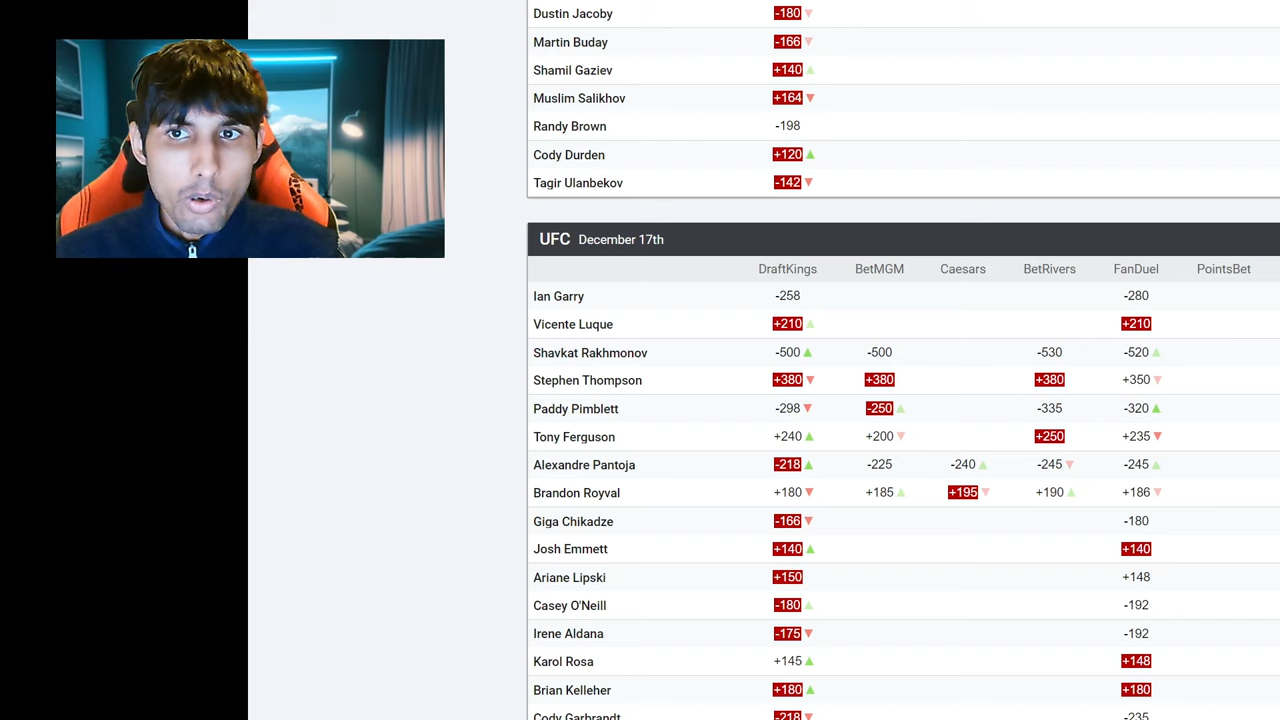 Dustin Jacoby -180
Martin Buday -166
Shamil Gaziev +140
Muslim Salikhov +164
Randy Brown -198
Cody Durden +120
Tagir Ulanbekov -142
UFC December 17th
DraftKings BetMGM Caesars BetRivers FanDuel PointsBet
Ian Garry -258 -280
Vicente Luque +210 +210
Shavkat Rakhmonov -500 -500 -530 -520
Stephen Thompson +380 +380 +380 +350
Paddy Pimblett -298 -250 -335 -320
Tony Ferguson +240 +200 +250 +235
Alexandre Pantoja -218 -225 -240 -245 -245
Brandon Royval +180 +185 +195 +190 +186
Giga Chikadze -166 -180
Josh Emmett +140 +140
Ariane Lipski +150 +148
Casey O'Neill -180 -192
Irene Aldana -175 -192
Karol Rosa +145 +148
Brian Kelleher +180 +180
Cody Garbrandt -218 -235